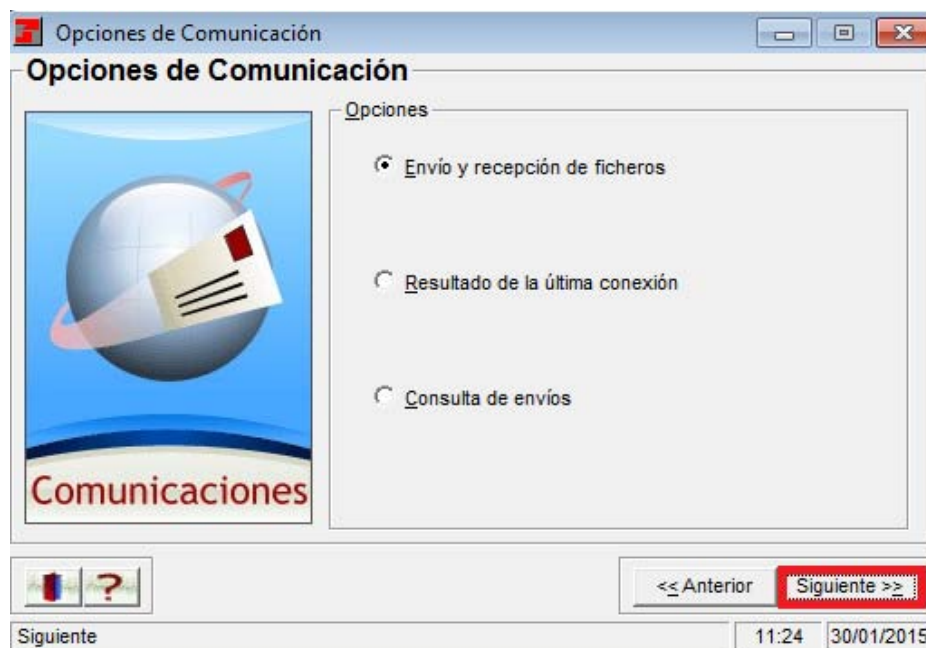 Opciones de Comunicación
Opciones de Comunicación
Opciones
Envío y recepción de ficheros
Resultado de la última conexión
Consulta de envíos
Comunicaciones
?
<< Anterior
Siguiente >>
Siguiente
11:24
30/01/2015